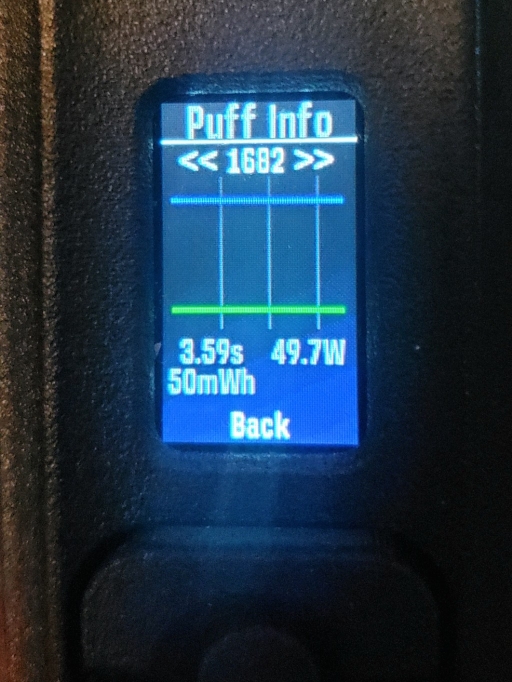 Puff Info
<< 1682 >>
3.59s 49.7W
50mWh
Back